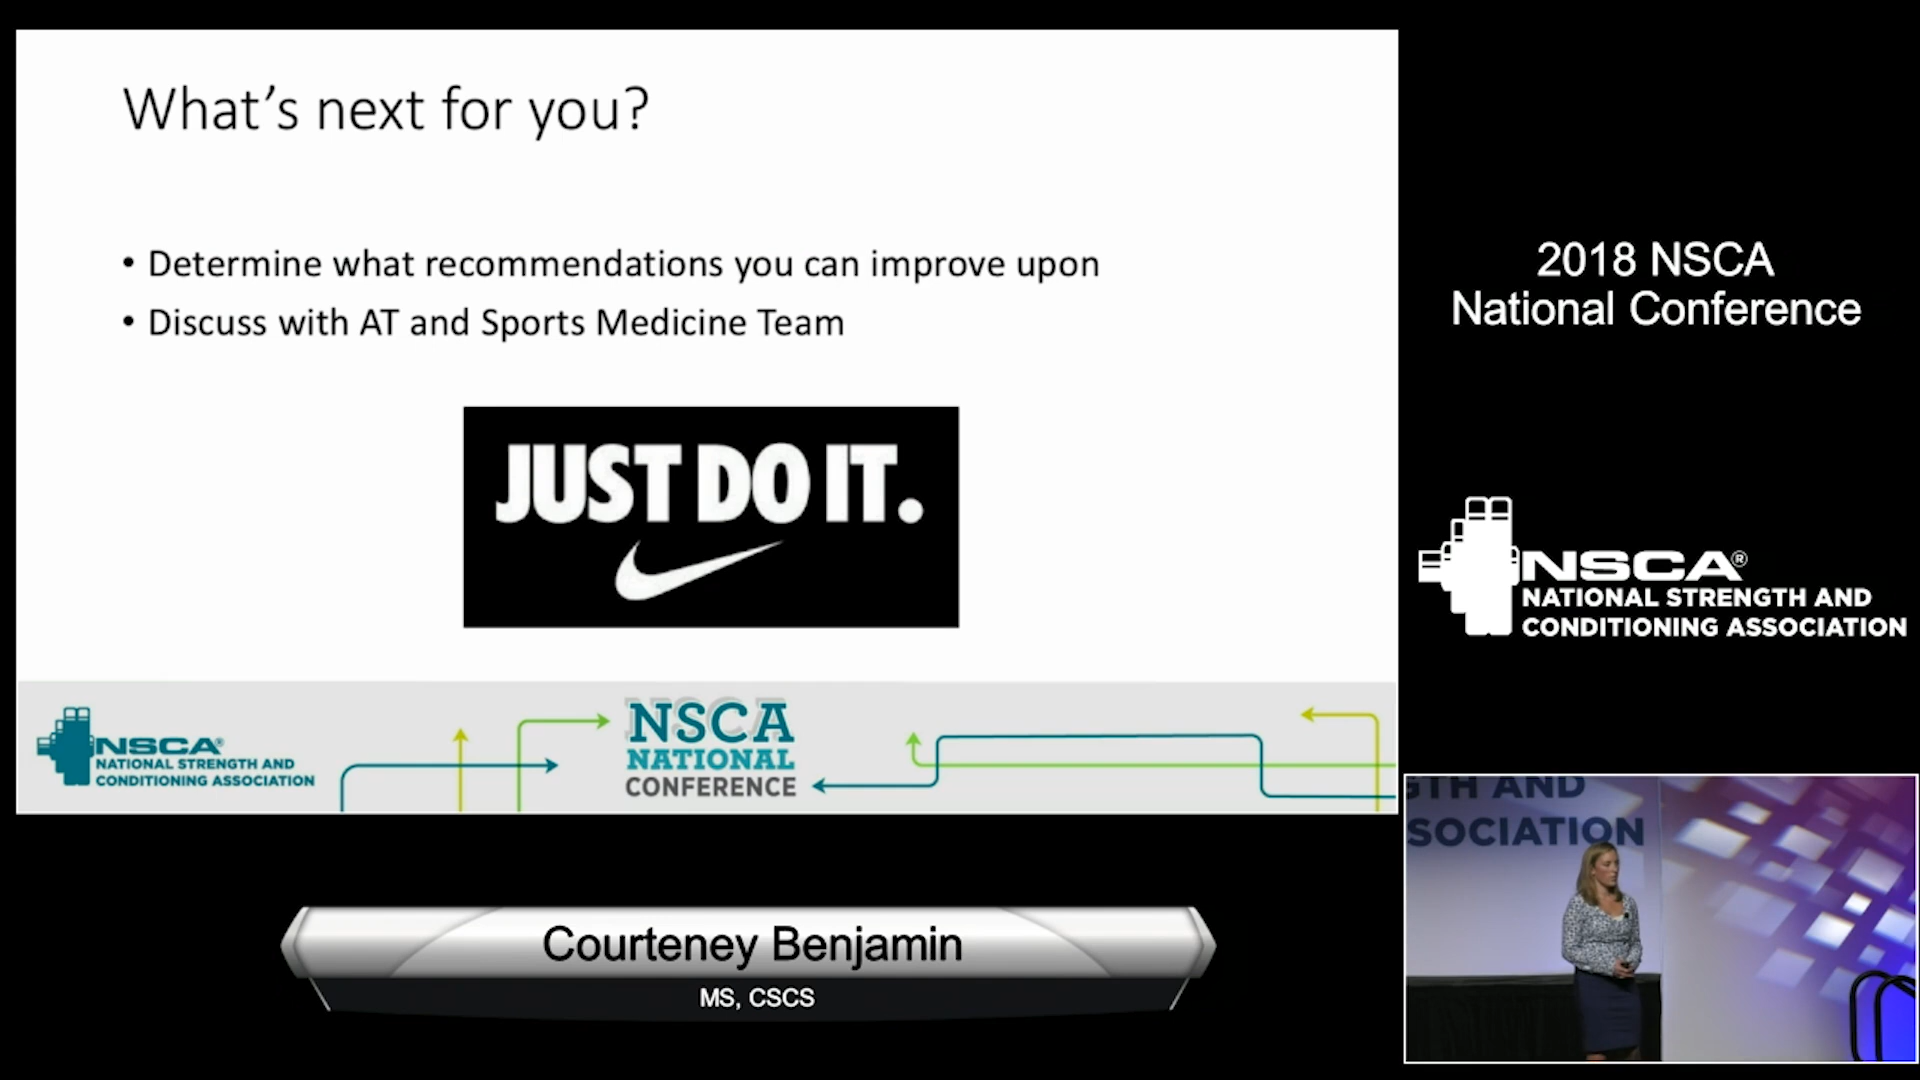 What's next for you?
• Determine what recommendations you can improve upon
• Discuss with AT and Sports Medicine Team
JUST DO IT.
NSCA®
NATIONAL STRENGTH AND
CONDITIONING ASSOCIATION
NSCA
NATIONAL
CONFERENCE
2018 NSCA
National Conference
NSCA®
NATIONAL STRENGTH AND
CONDITIONING ASSOCIATION
GTH AND
SOCIATION
Courteney Benjamin
MS, CSCS